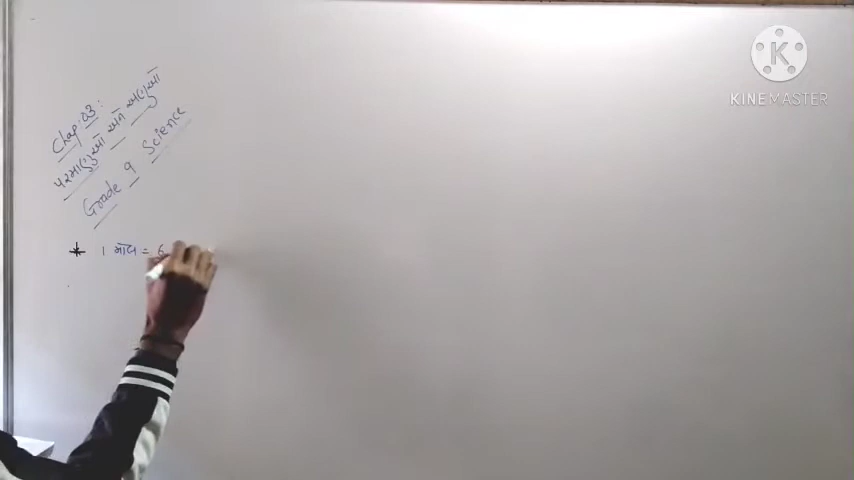 Chap: 03:
પરમાણુઓ અને અણુઓ
Grade 9 Science
* 1 મોલ = 6
K
KINEMASTER